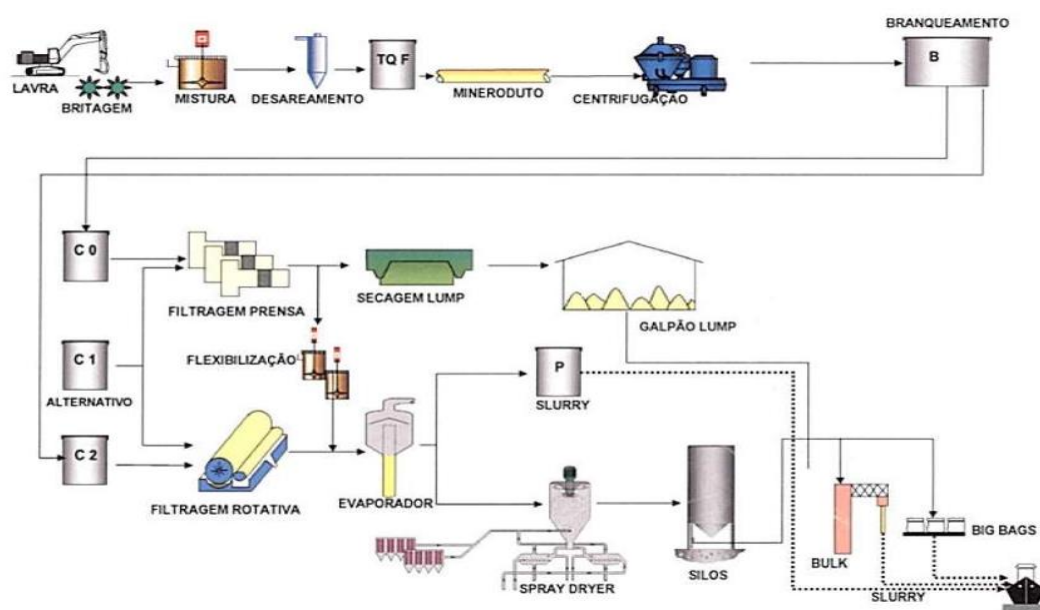 BRANQUEAMENTO
B
TQ F
LAVRA
BRITAGEM
MISTURA
DESAREAMENTO
MINERODUTO
CENTRIFUGAÇÃO
C 0
FILTRAGEM PRENSA
SECAGEM LUMP
GALPÃO LUMP
FLEXIBILIZAÇÃO
C 1
ALTERNATIVO
P
SLURRY
C 2
FILTRAGEM ROTATIVA
EVAPORADOR
SPRAY DRYER
SILOS
BULK
BIG BAGS
SLURRY